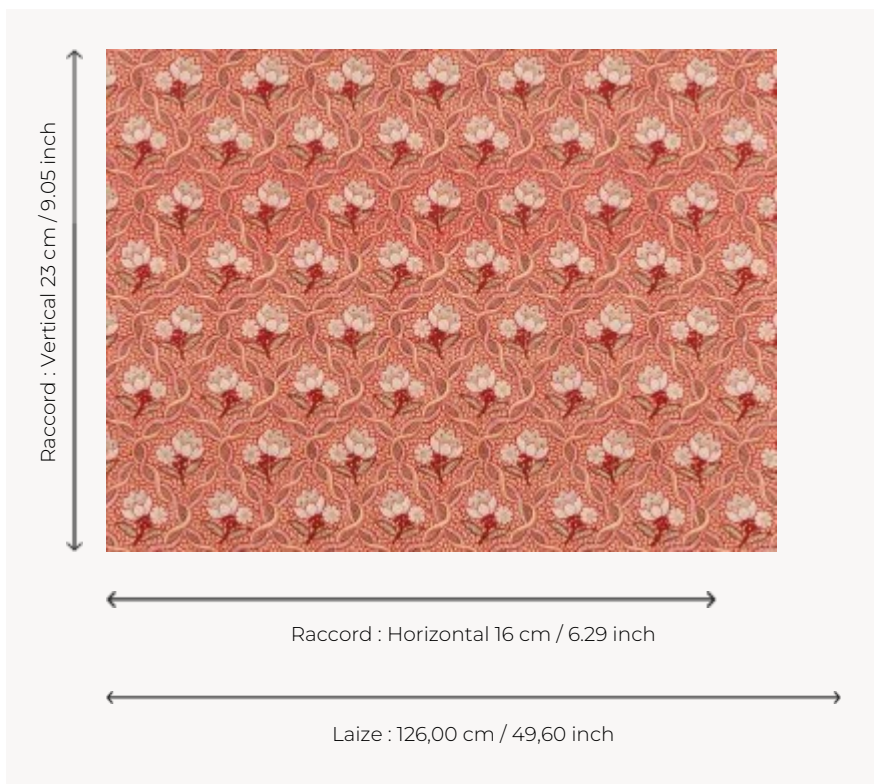 Raccord : Vertical 23 cm / 9.05 inch
Raccord : Horizontal 16 cm / 6.29 inch
Laize : 126,00 cm / 49,60 inch